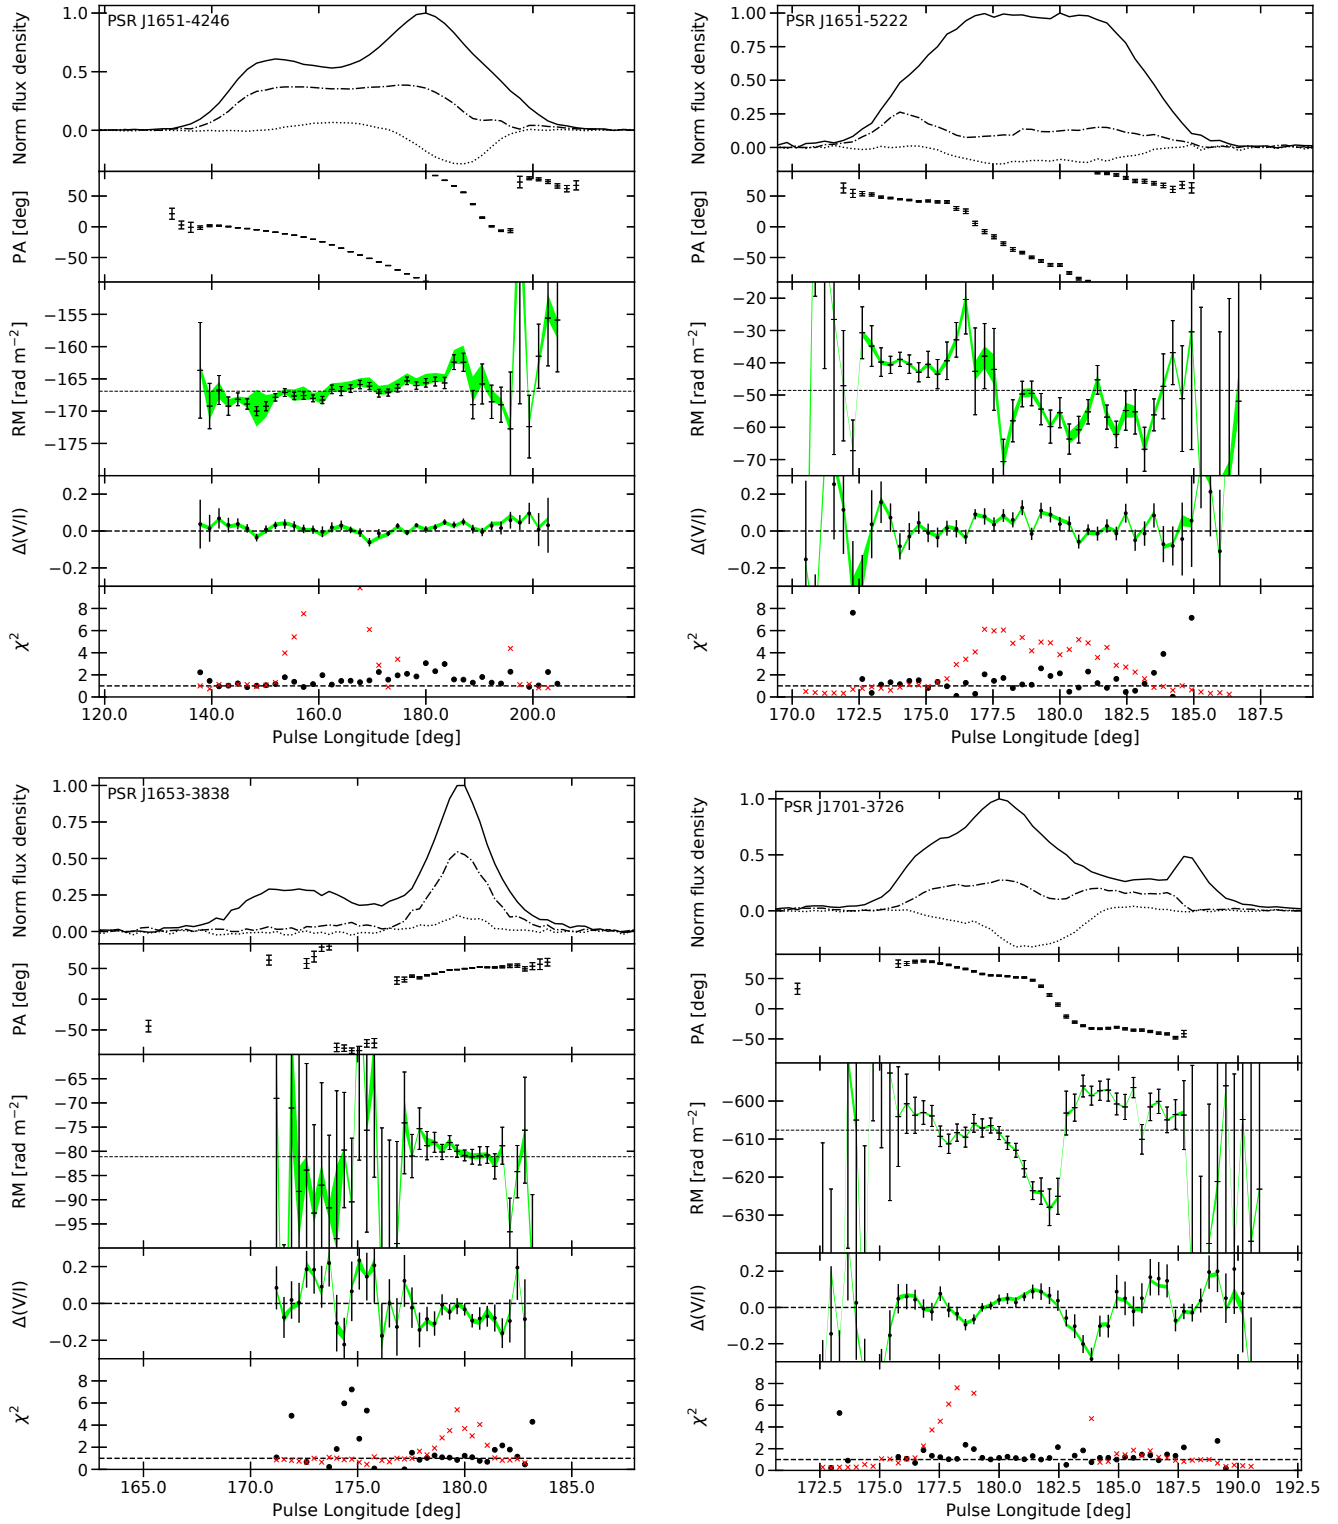 PSR J1651-4246
Norm flux density
1.0
0.5
0.0
PA [deg]
50
0
−50
RM [rad m⁻²]
−155
−160
−165
−170
−175
Δ(V/I)
0.2
0.0
−0.2
χ²
8
6
4
2
0
120.0 140.0 160.0 180.0 200.0
Pulse Longitude [deg]
PSR J1651-5222
Norm flux density
1.00
0.75
0.50
0.25
0.00
PA [deg]
50
0
−50
RM [rad m⁻²]
−20
−30
−40
−50
−60
−70
Δ(V/I)
0.2
0.0
−0.2
χ²
8
6
4
2
0
170.0 172.5 175.0 177.5 180.0 182.5 185.0 187.5
Pulse Longitude [deg]
PSR J1653-3838
Norm flux density
1.00
0.75
0.50
0.25
0.00
PA [deg]
50
0
−50
RM [rad m⁻²]
−65
−70
−75
−80
−85
−90
−95
Δ(V/I)
0.2
0.0
−0.2
χ²
8
6
4
2
0
165.0 170.0 175.0 180.0 185.0
Pulse Longitude [deg]
PSR J1701-3726
Norm flux density
1.0
0.5
0.0
PA [deg]
50
0
−50
RM [rad m⁻²]
−600
−610
−620
−630
Δ(V/I)
0.2
0.0
−0.2
χ²
8
6
4
2
0
172.5 175.0 177.5 180.0 182.5 185.0 187.5 190.0 192.5
Pulse Longitude [deg]